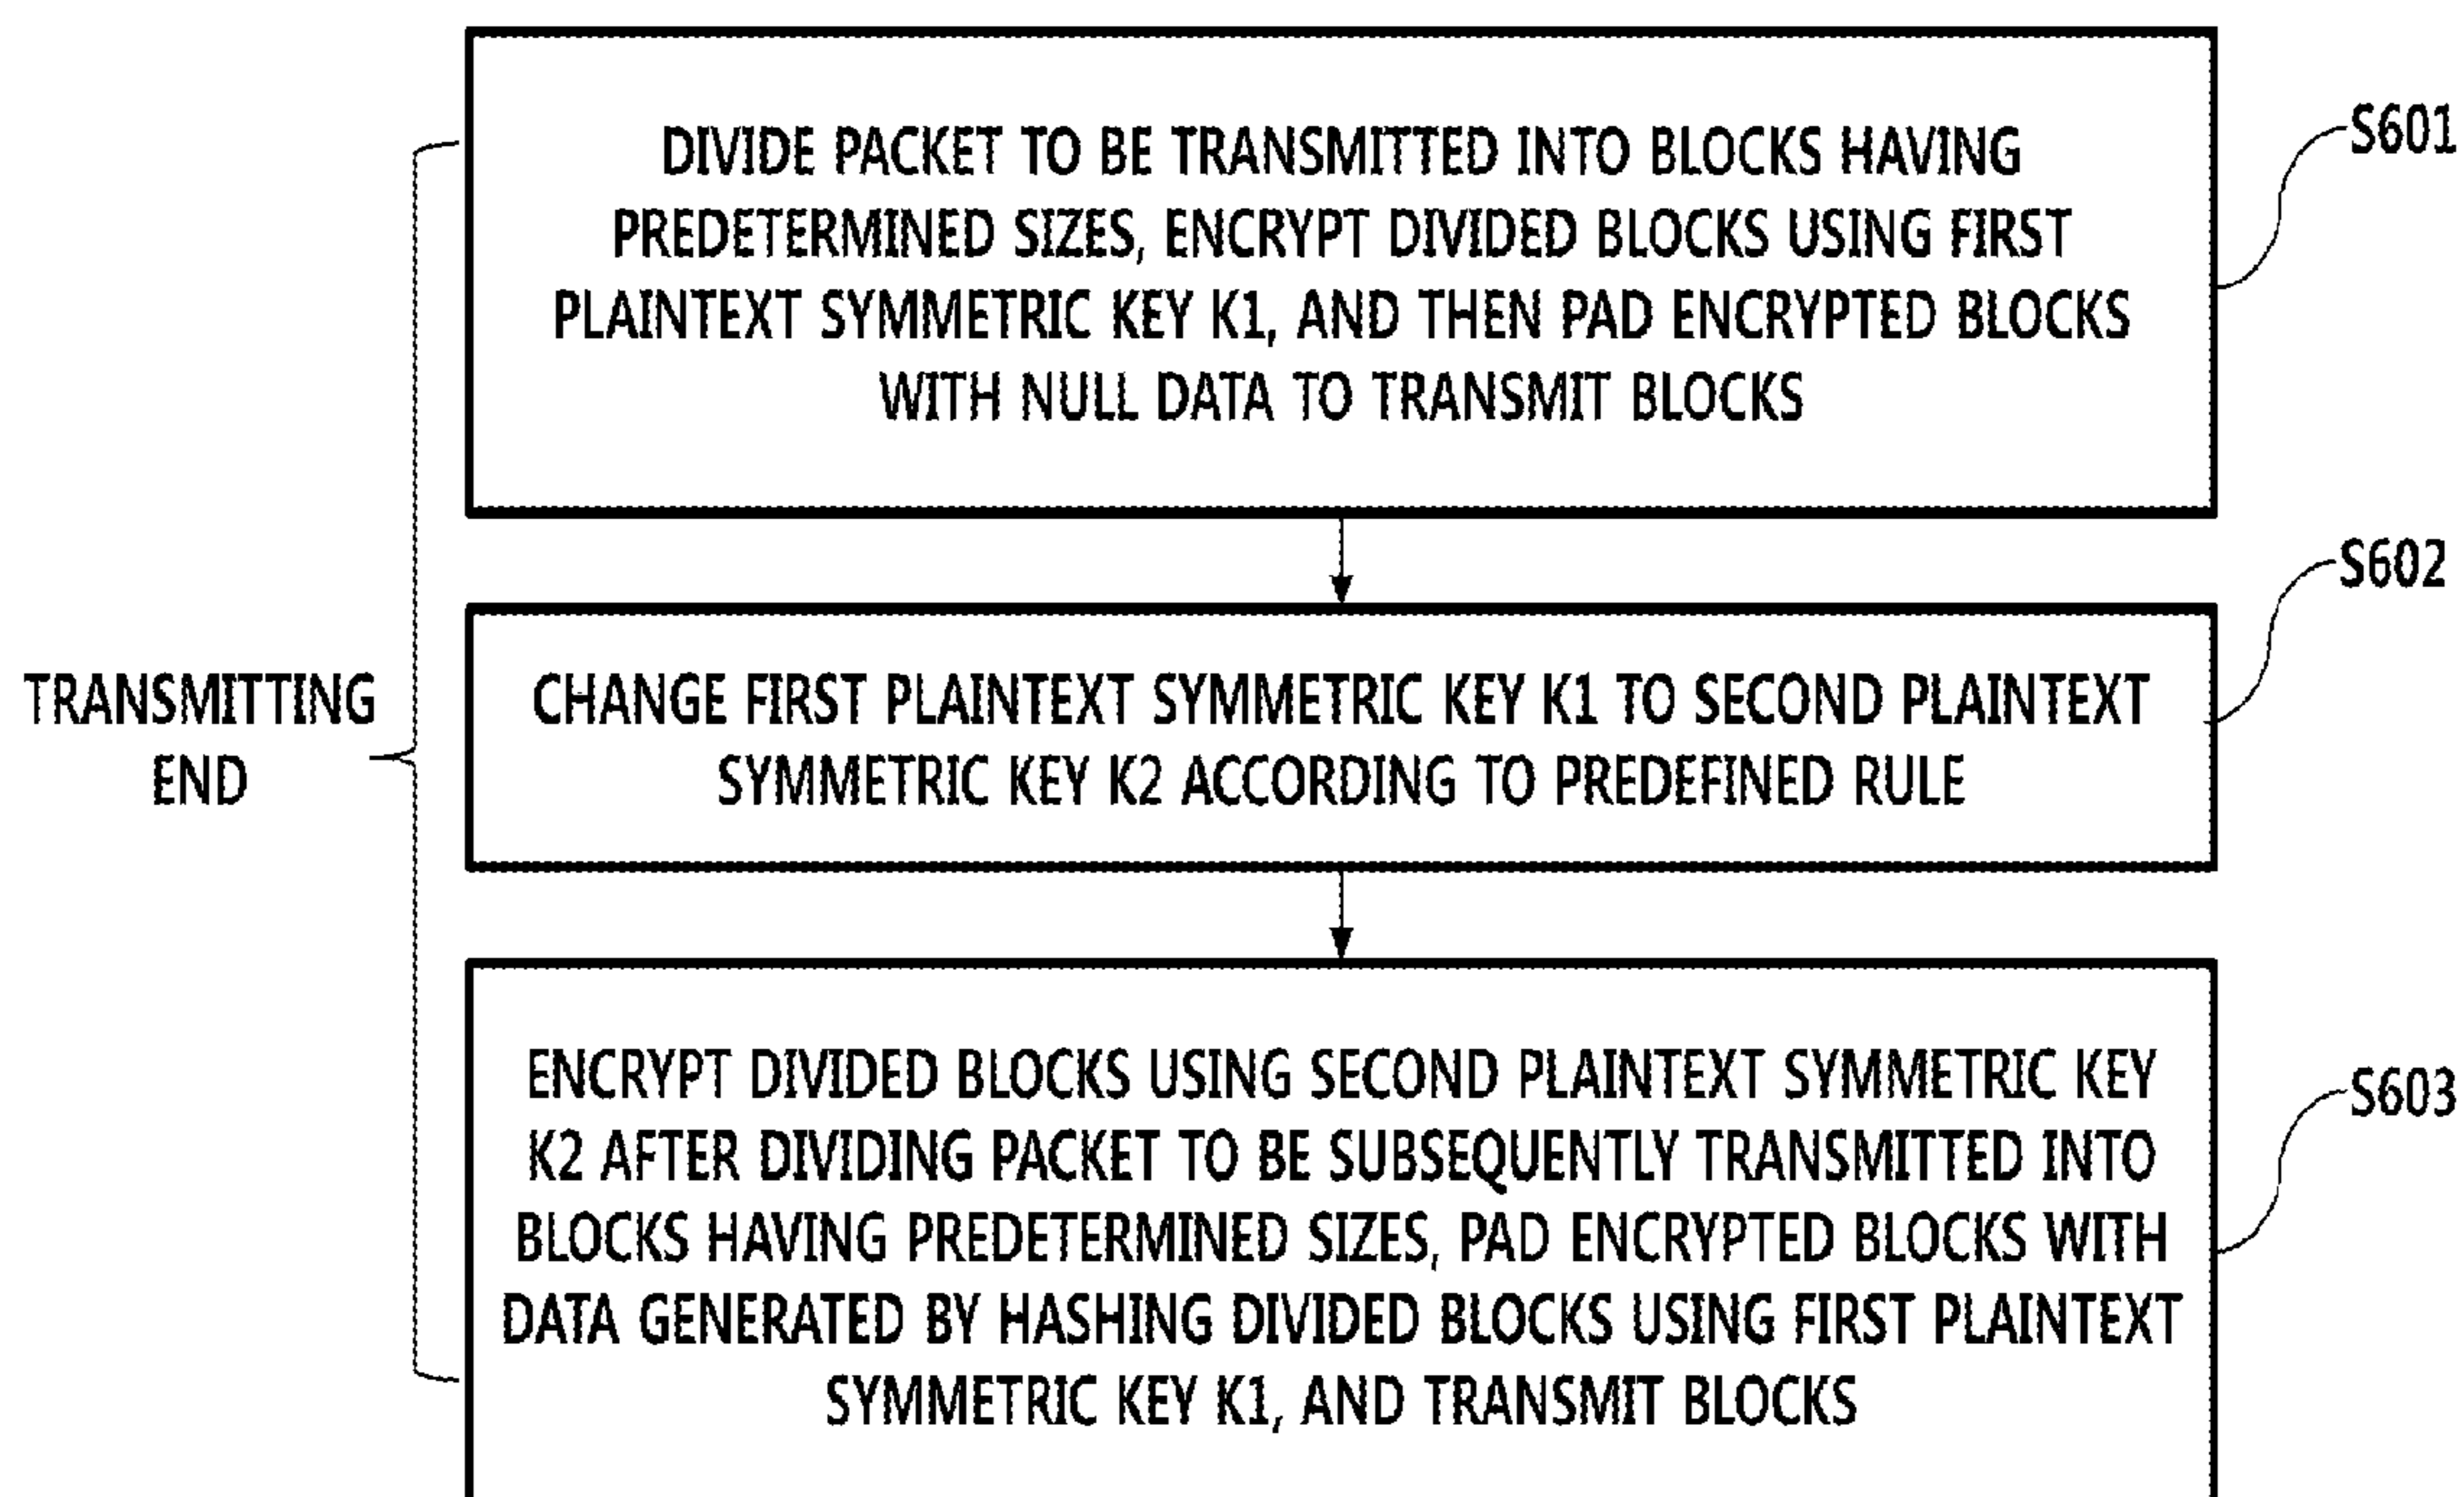 DIVIDE PACKET TO BE TRANSMITTED INTO BLOCKS HAVING
PREDETERMINED SIZES, ENCRYPT DIVIDED BLOCKS USING FIRST
PLAINTEXT SYMMETRIC KEY K1, AND THEN PAD ENCRYPTED BLOCKS
WITH NULL DATA TO TRANSMIT BLOCKS
S601
TRANSMITTING
END
CHANGE FIRST PLAINTEXT SYMMETRIC KEY K1 TO SECOND PLAINTEXT
SYMMETRIC KEY K2 ACCORDING TO PREDEFINED RULE
S602
ENCRYPT DIVIDED BLOCKS USING SECOND PLAINTEXT SYMMETRIC KEY
K2 AFTER DIVIDING PACKET TO BE SUBSEQUENTLY TRANSMITTED INTO
BLOCKS HAVING PREDETERMINED SIZES, PAD ENCRYPTED BLOCKS WITH
DATA GENERATED BY HASHING DIVIDED BLOCKS USING FIRST PLAINTEXT
SYMMETRIC KEY K1, AND TRANSMIT BLOCKS
S603